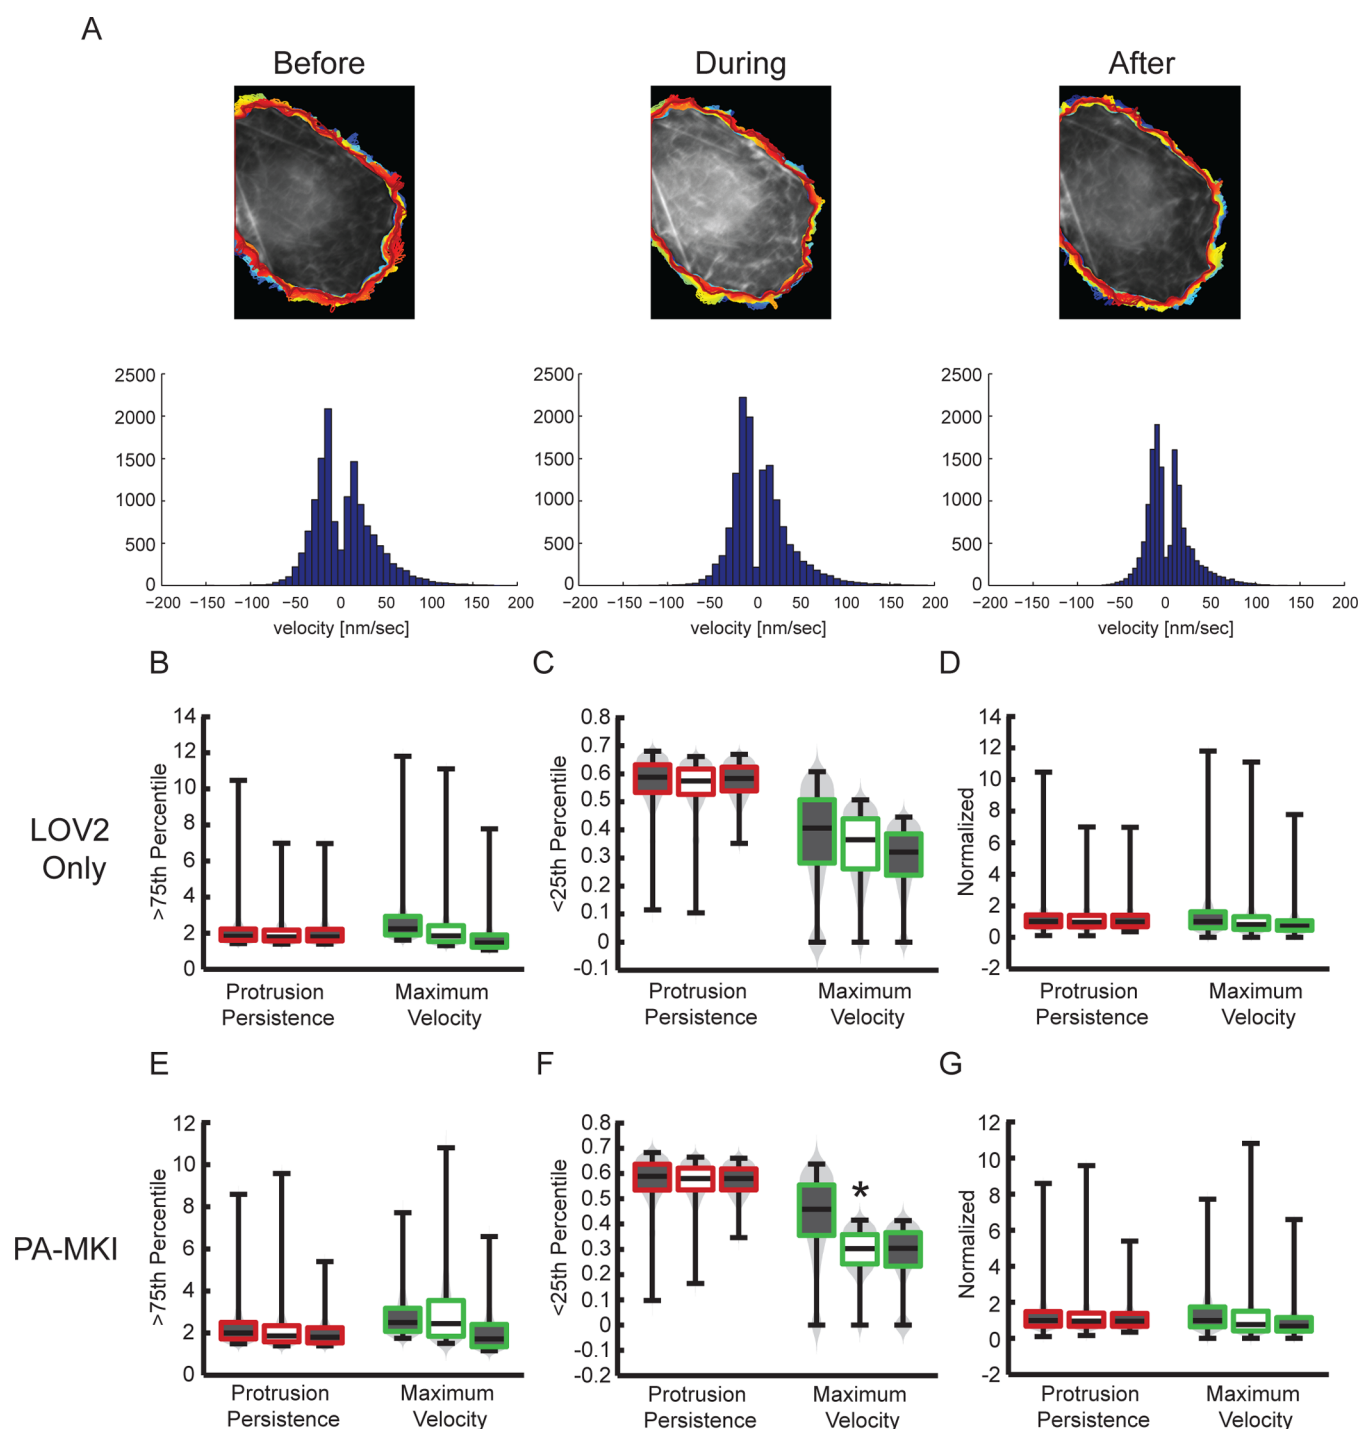 A
Before
During
After
2500
2000
1500
1000
500
0
−200
−150
−100
−50
0
50
100
150
200
velocity [nm/sec]
2500
2000
1500
1000
500
0
−200
−150
−100
−50
0
50
100
150
200
velocity [nm/sec]
2500
2000
1500
1000
500
0
−200
−150
−100
−50
0
50
100
150
200
velocity [nm/sec]
LOV2
Only
B
>75th Percentile
14
12
10
8
6
4
2
0
Protrusion
Persistence
Maximum
Velocity
C
<25th Percentile
0.8
0.7
0.6
0.5
0.4
0.3
0.2
0.1
0
-0.1
Protrusion
Persistence
Maximum
Velocity
D
Normalized
14
12
10
8
6
4
2
0
-2
Protrusion
Persistence
Maximum
Velocity
PA-MKI
E
>75th Percentile
12
10
8
6
4
2
0
Protrusion
Persistence
Maximum
Velocity
F
<25th Percentile
0.8
0.7
0.6
0.5
0.4
0.3
0.2
0.1
0
-0.1
-0.2
*
Protrusion
Persistence
Maximum
Velocity
G
Normalized
12
10
8
6
4
2
0
-2
Protrusion
Persistence
Maximum
Velocity